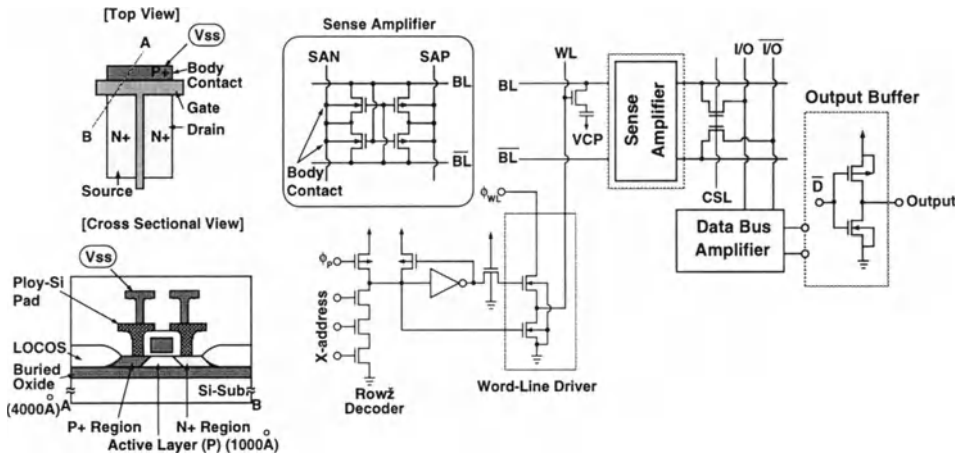 [Top View]
A
Vss
P+
Body
Contact
Gate
Drain
B
N+
N+
Source
[Cross Sectional View]
Vss
Ploy-Si
Pad
LOCOS
Buried
Oxide
(4000Å)
A
Si-Sub
B
P+ Region
N+ Region
Active Layer (P) (1000Å)
Sense Amplifier
SAN
SAP
BL
B̅L̅
Body
Contact
WL
BL
B̅L̅
VCP
Sense
Amplifier
I/O
I̅/̅O̅
CSL
Data Bus
Amplifier
Output Buffer
D̅
Output
ϕWL
ϕP
X-address
Rowž
Decoder
Word-Line Driver